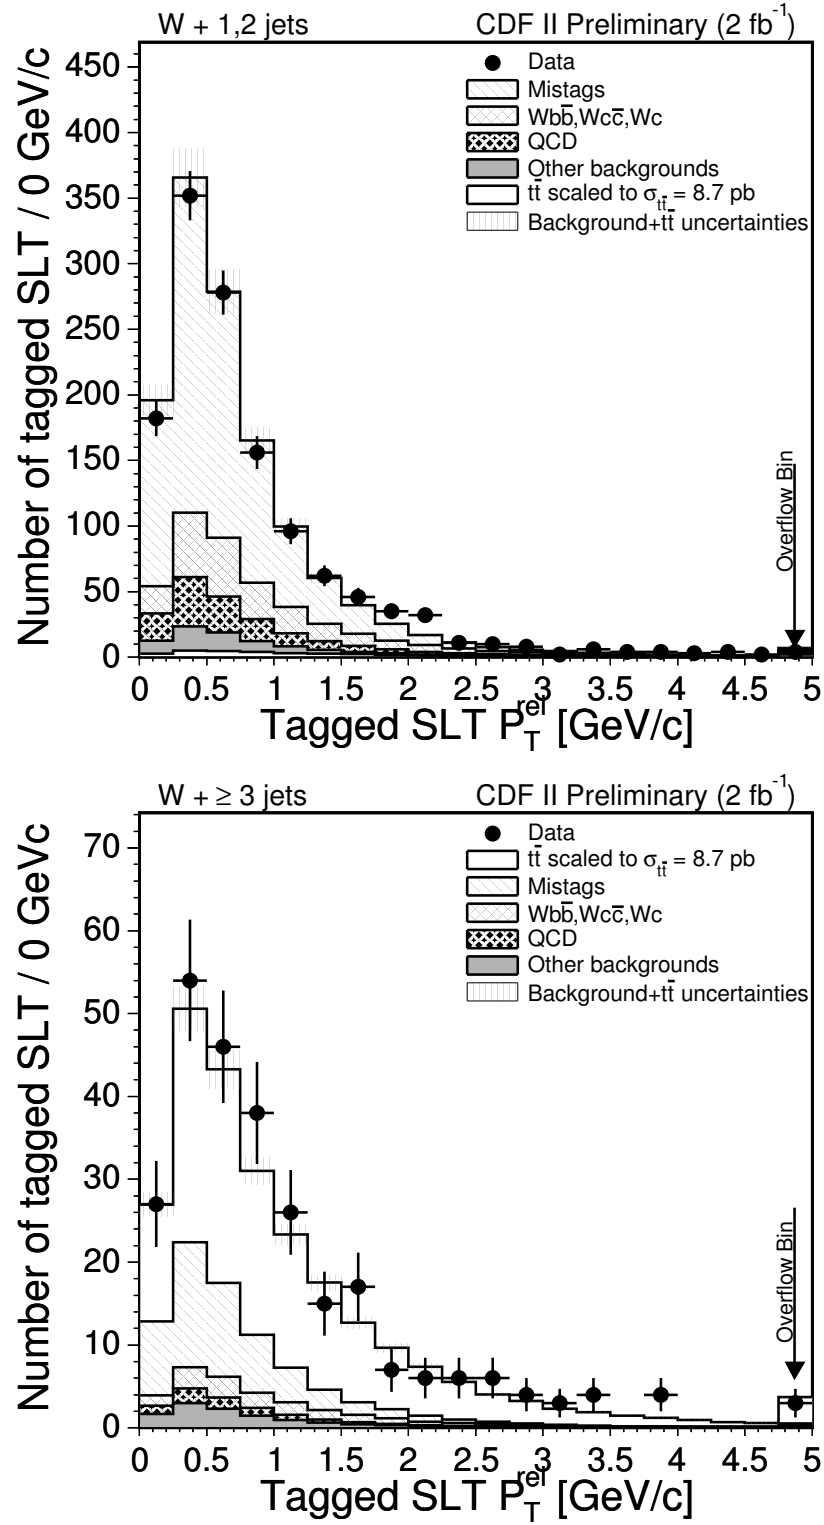 W + 1,2 jets CDF II Preliminary (2 fb⁻¹)
Number of tagged SLT / 0 GeV/c
450
400
350
300
250
200
150
100
50
0
Data
Mistags
Wbb̅,Wcc̅,Wc
QCD
Other backgrounds
tt̅ scaled to σ_tt̅ = 8.7 pb
Background+tt̅ uncertainties
Overflow Bin
0 0.5 1 1.5 2 2.5 3 3.5 4 4.5 5
Tagged SLT P_T^rel [GeV/c]
W + ≥ 3 jets CDF II Preliminary (2 fb⁻¹)
Number of tagged SLT / 0 GeVc
70
60
50
40
30
20
10
0
Data
tt̅ scaled to σ_tt̅ = 8.7 pb
Mistags
Wbb̅,Wcc̅,Wc
QCD
Other backgrounds
Background+tt̅ uncertainties
Overflow Bin
0 0.5 1 1.5 2 2.5 3 3.5 4 4.5 5
Tagged SLT P_T^rel [GeV/c]